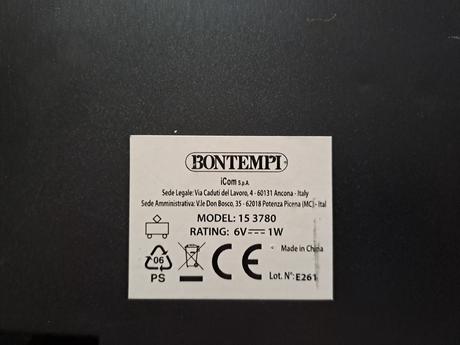 BONTEMPI
iCom S.p.A.
Sede Legale: Via Caduti del Lavoro, 4 - 60131 Ancona - Italy
Sede Amministrativa: V.le Don Bosco, 35 - 62018 Potenza Picena (MC) - Ital
MODEL: 15 3780
RATING: 6V⎓1W
Made in China
06
PS
CE
Lot. N°: E261